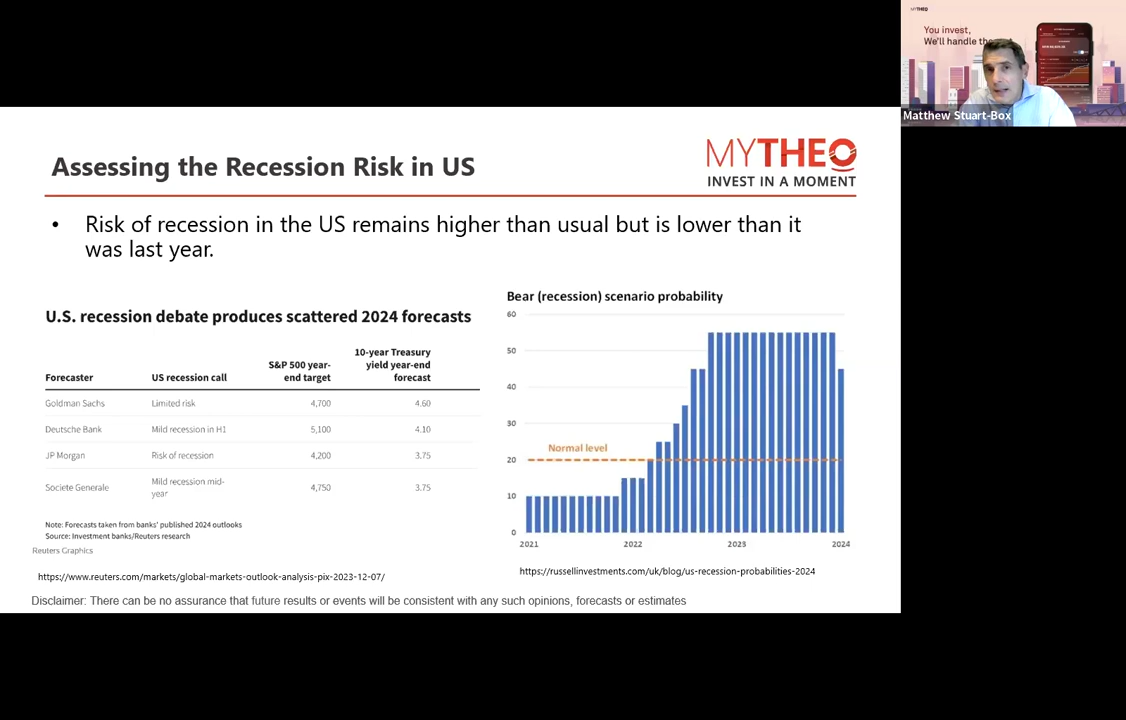 MYTHEO
You invest,
We'll handle the
Matthew Stuart-Box
Assessing the Recession Risk in US
MYTHEO
INVEST IN A MOMENT
• Risk of recession in the US remains higher than usual but is lower than it
was last year.
U.S. recession debate produces scattered 2024 forecasts
Forecaster US recession call S&P 500 year-end target 10-year Treasury yield year-end forecast
Goldman Sachs Limited risk 4,700 4.60
Deutsche Bank Mild recession in H1 5,100 4.10
JP Morgan Risk of recession 4,200 3.75
Societe Generale Mild recession mid-year 4,750 3.75
Note: Forecasts taken from banks' published 2024 outlooks
Source: Investment banks/Reuters research
Reuters Graphics
https://www.reuters.com/markets/global-markets-outlook-analysis-pix-2023-12-07/
Bear (recession) scenario probability
60
50
40
30
Normal level
20
10
0
2021 2022 2023 2024
https://russellinvestments.com/uk/blog/us-recession-probabilities-2024
Disclaimer: There can be no assurance that future results or events will be consistent with any such opinions, forecasts or estimates